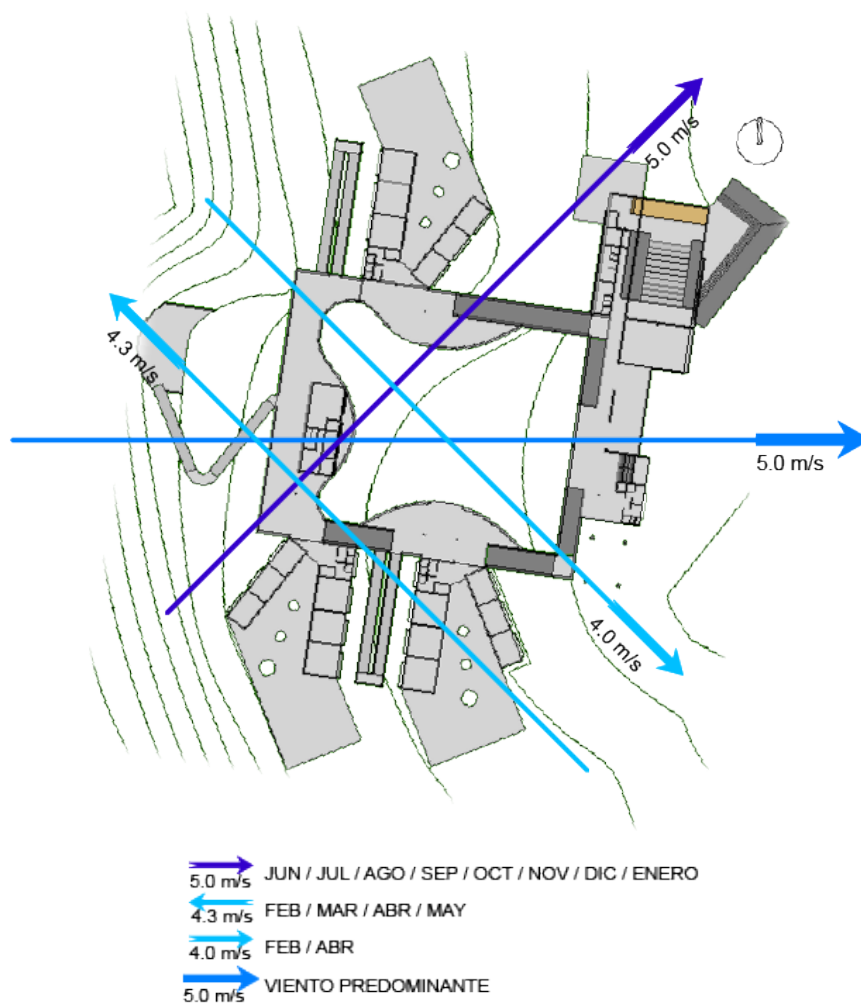 5.0 m/s
4.3 m/s
5.0 m/s
4.0 m/s
5.0 m/s JUN / JUL / AGO / SEP / OCT / NOV / DIC / ENERO
4.3 m/s FEB / MAR / ABR / MAY
4.0 m/s FEB / ABR
5.0 m/s VIENTO PREDOMINANTE